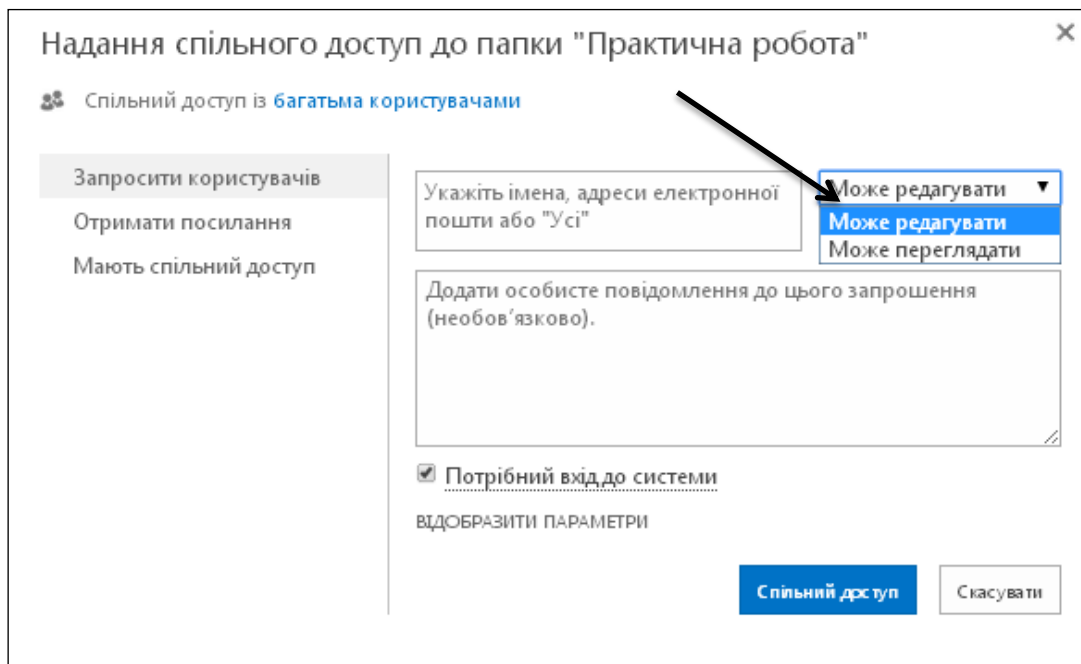 Надання спільного доступ до папки "Практична робота"
Спільний доступ із багатьма користувачами
Запросити користувачів
Отримати посилання
Мають спільний доступ
Укажіть імена, адреси електронної
пошти або "Усі"
Може редагувати
Може редагувати
Може переглядати
Додати особисте повідомлення до цього запрошення
(необов’язково).
Потрібний вхід до системи
ВІДОБРАЗИТИ ПАРАМЕТРИ
Спільний доступ
Скасувати